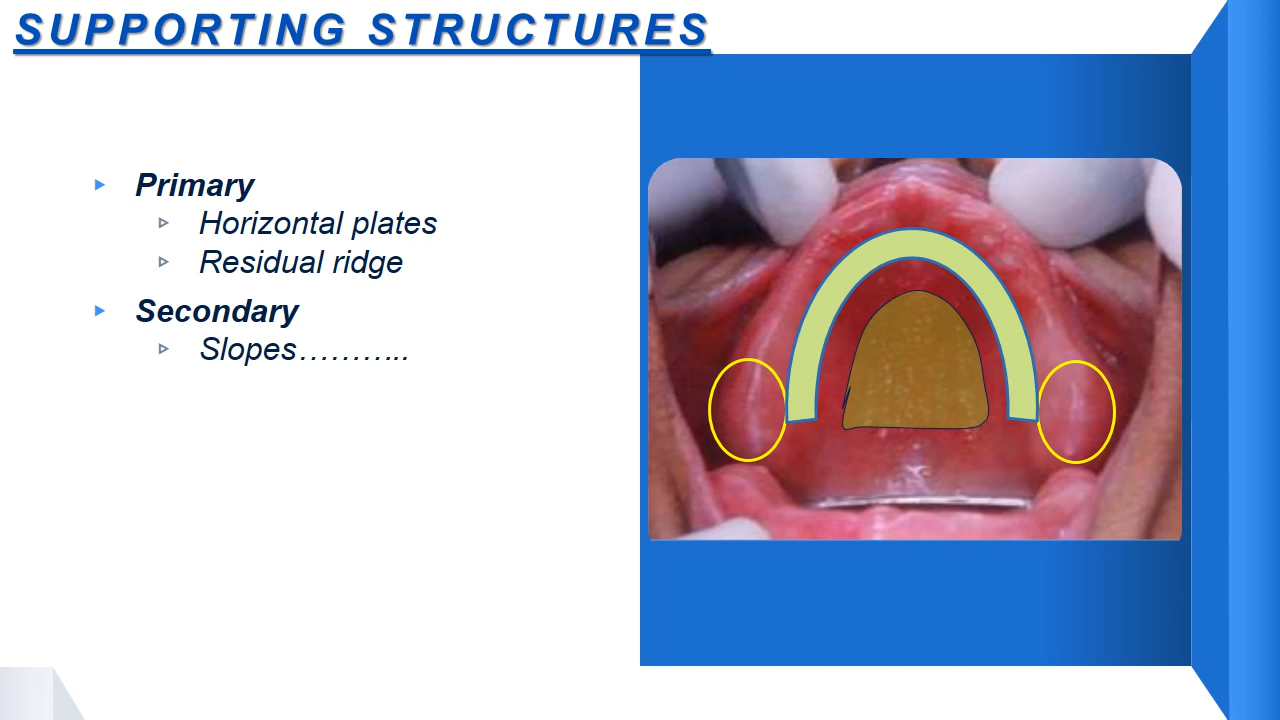 SUPPORTING STRUCTURES
Primary
Horizontal plates
Residual ridge
Secondary
Slopes………..